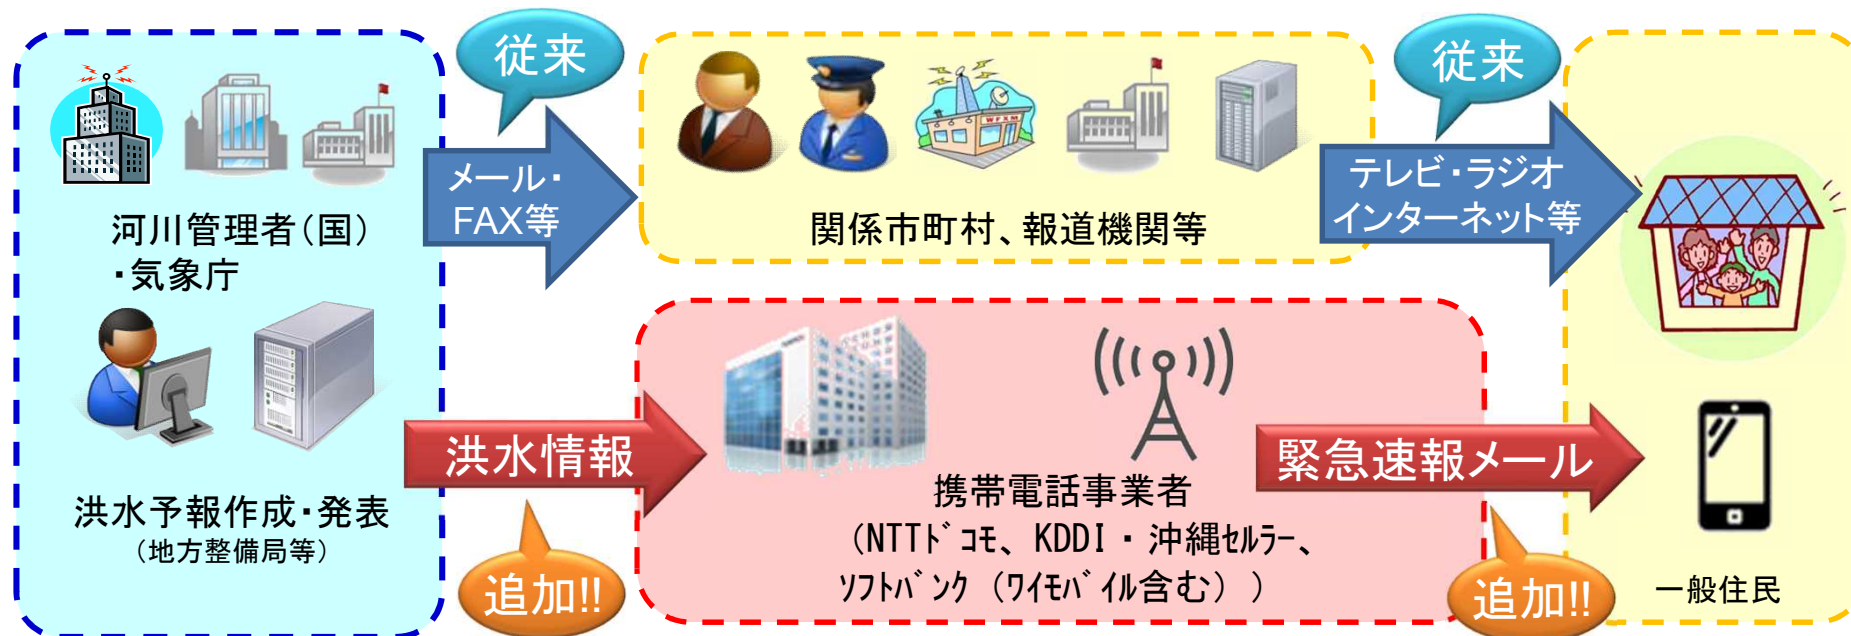 従来
従来
メール・
FAX等
テレビ・ラジオ
インターネット等
河川管理者(国)
・気象庁
関係市町村、報道機関等
WFXM
洪水予報作成・発表
(地方整備局等)
洪水情報
追加!!
携帯電話事業者
(NTTドコモ、KDDI・沖縄セルラー、
ソフトバンク(ワイモバイル含む))
緊急速報メール
追加!!
一般住民